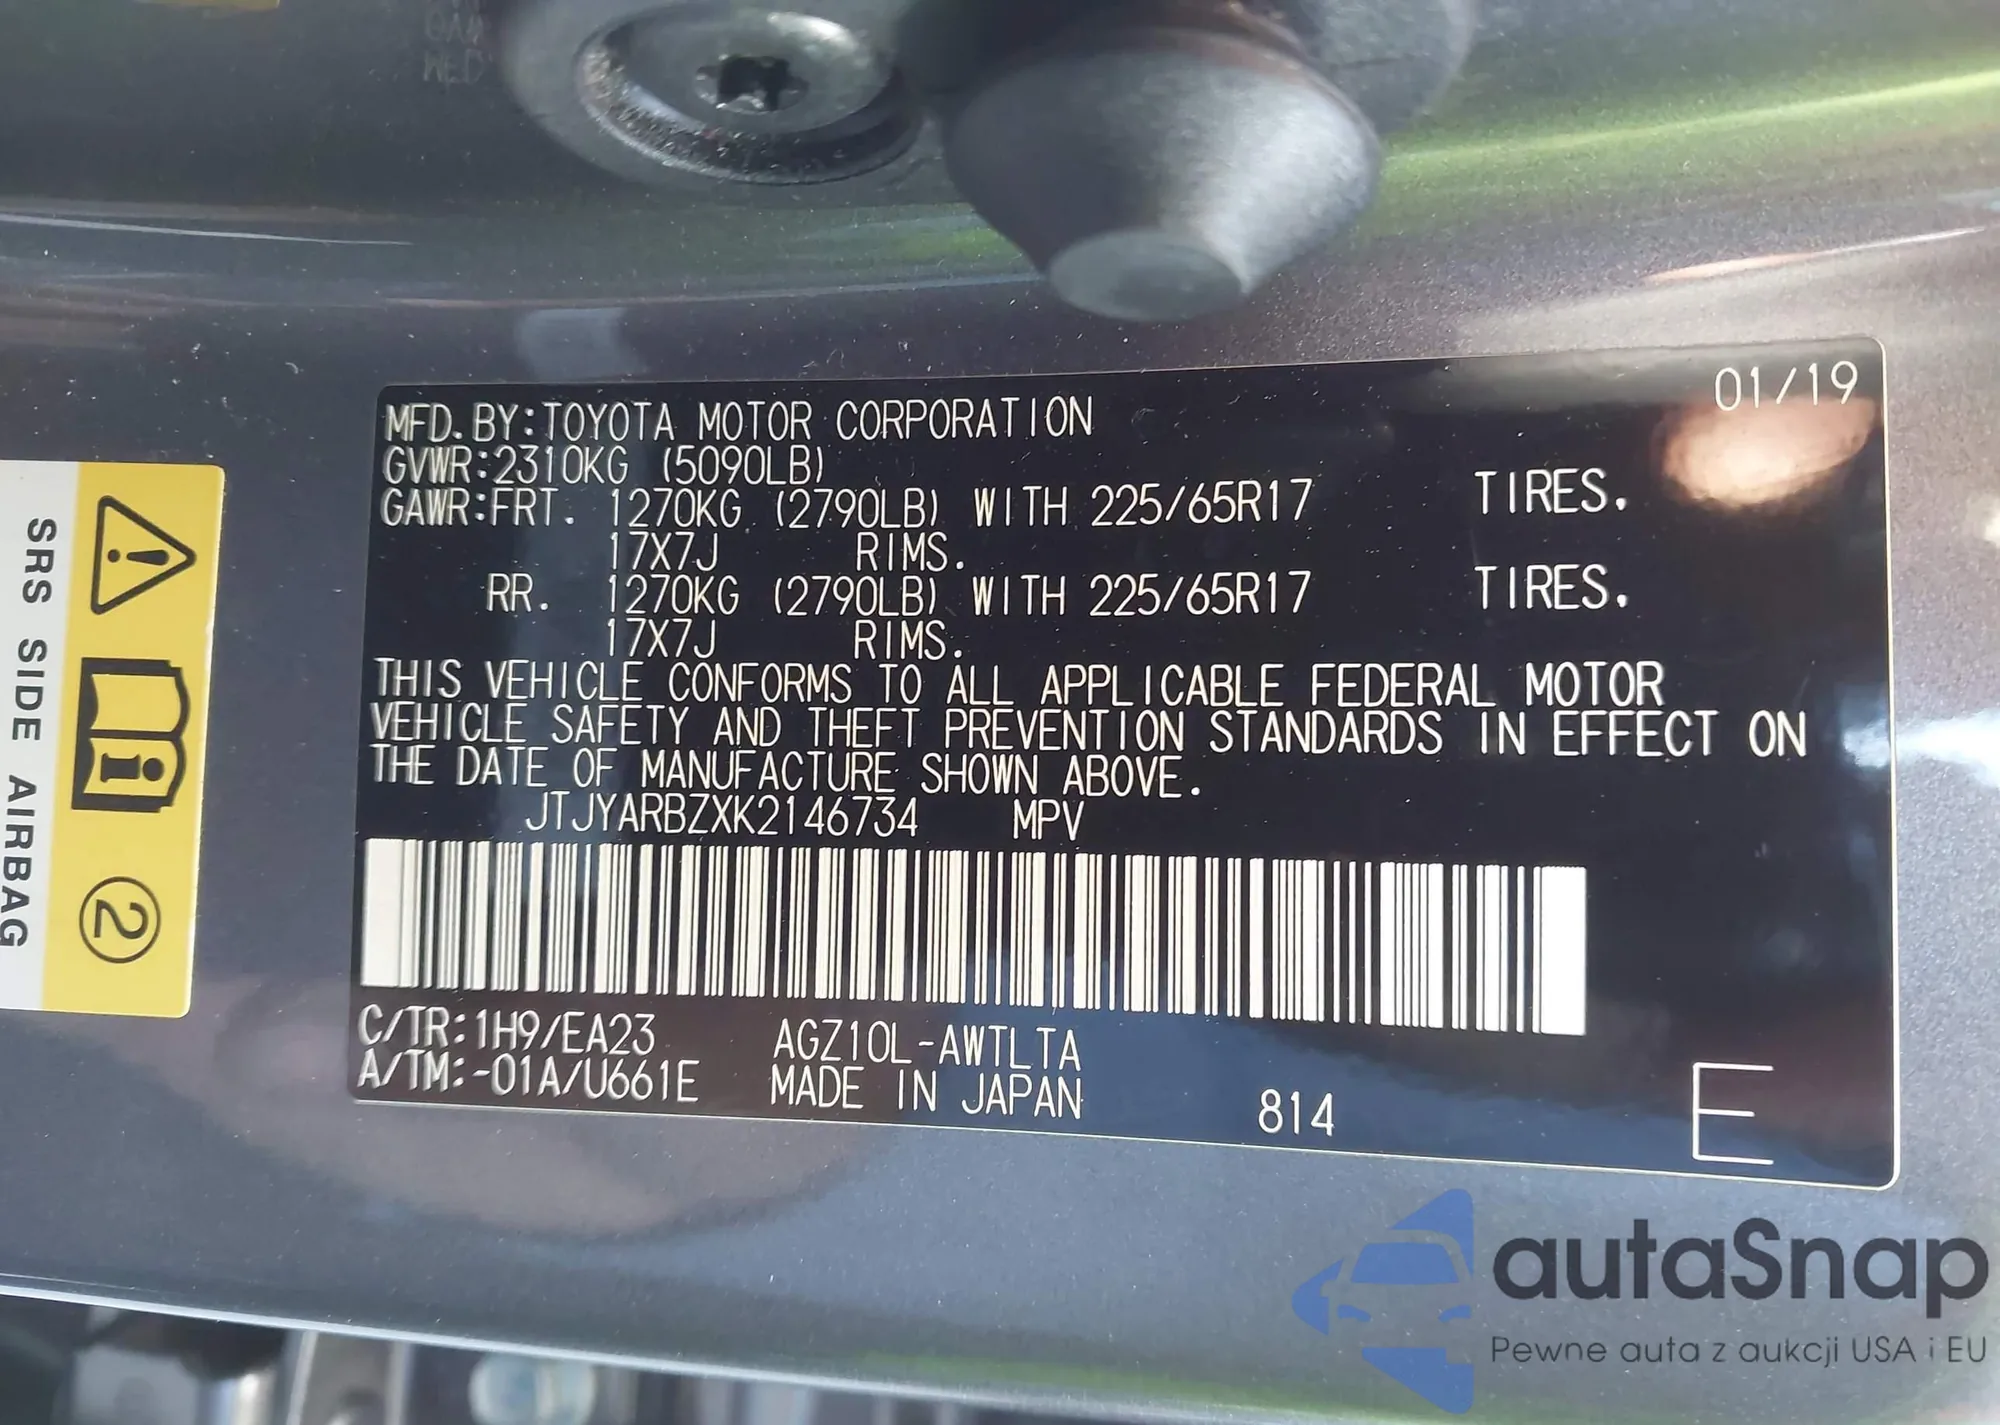 01/19
MFD.BY:TOYOTA MOTOR CORPORATION
GVWR:2310KG (5090LB)
GAWR:FRT. 1270KG (2790LB) WITH 225/65R17 TIRES.
17X7J RIMS.
RR. 1270KG (2790LB) WITH 225/65R17 TIRES.
17X7J RIMS.
THIS VEHICLE CONFORMS TO ALL APPLICABLE FEDERAL MOTOR
VEHICLE SAFETY AND THEFT PREVENTION STANDARDS IN EFFECT ON
THE DATE OF MANUFACTURE SHOWN ABOVE.
JTJYARBZXK2146734 MPV
C/TR:1H9/EA23 AGZ10L-AWTLTA
A/TM:-01A/U661E MADE IN JAPAN 814 E
SRS SIDE AIRBAG
2
autaSnap
Pewne auta z aukcji USA i EU